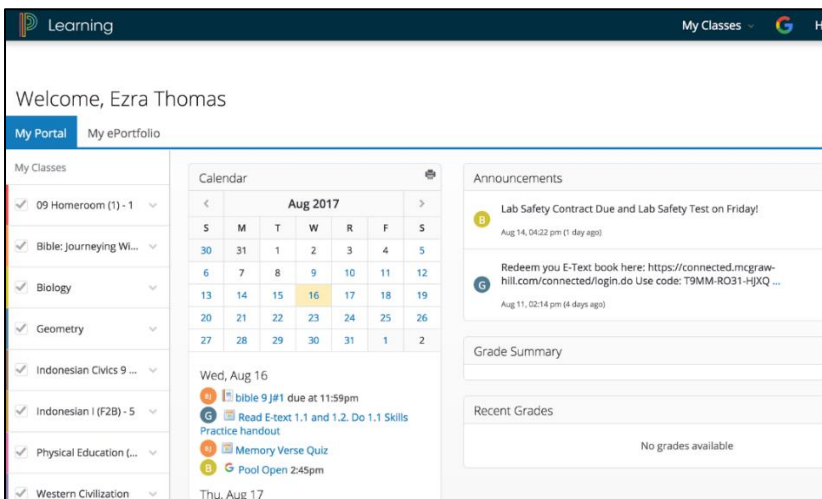 Learning
My Classes
H
Welcome, Ezra Thomas
My Portal
My ePortfolio
My Classes
09 Homeroom (1) - 1
Bible: Journeying Wi...
Biology
Geometry
Indonesian Civics 9 ...
Indonesian I (F2B) - 5
Physical Education (...
Western Civilization
Calendar
< Aug 2017 >
S M T W R F S
30 31 1 2 3 4 5
6 7 8 9 10 11 12
13 14 15 16 17 18 19
20 21 22 23 24 25 26
27 28 29 30 31 1 2
Wed, Aug 16
bible 9 J#1 due at 11:59pm
G Read E-text 1.1 and 1.2. Do 1.1 Skills
Practice handout
Memory Verse Quiz
B G Pool Open 2:45pm
Thu, Aug 17
Announcements
B Lab Safety Contract Due and Lab Safety Test on Friday!
Aug 14, 04:22 pm (1 day ago)
Redeem you E-Text book here: https://connected.mcgraw-
G hill.com/connected/login.do Use code: T9MM-RO31-HJXQ ...
Aug 11, 02:14 pm (4 days ago)
Grade Summary
Recent Grades
No grades available